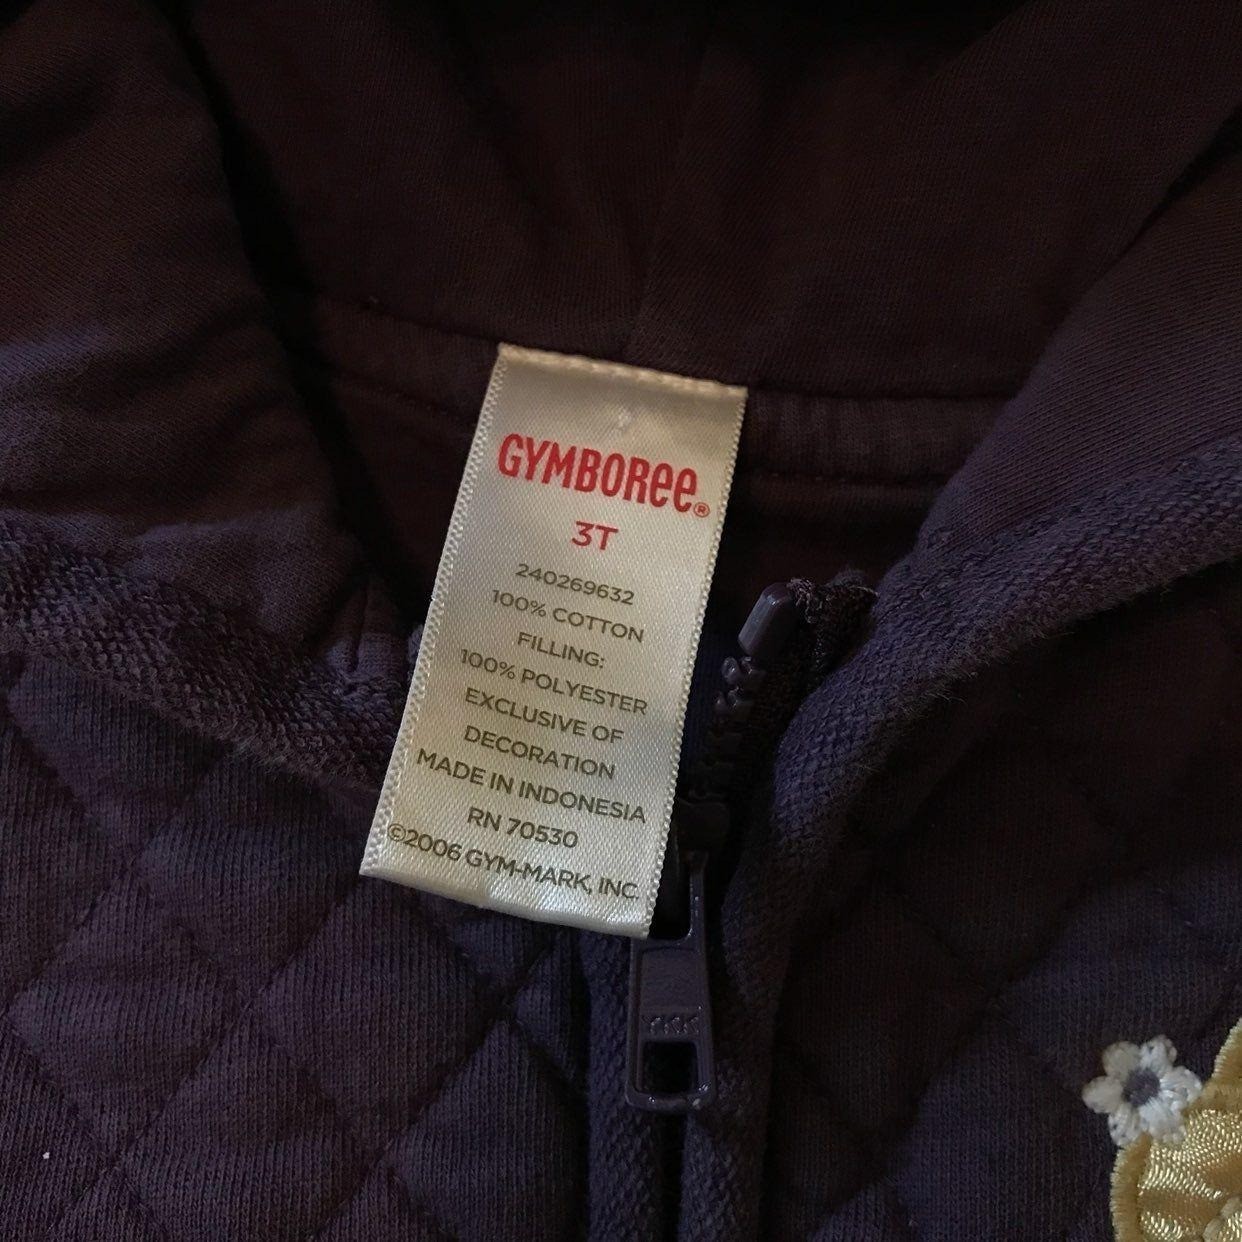 GYMBOREE®
3T
240269632
100% COTTON
FILLING:
100% POLYESTER
EXCLUSIVE OF
DECORATION
MADE IN INDONESIA
RN 70530
©2006 GYM-MARK, INC.
YKK